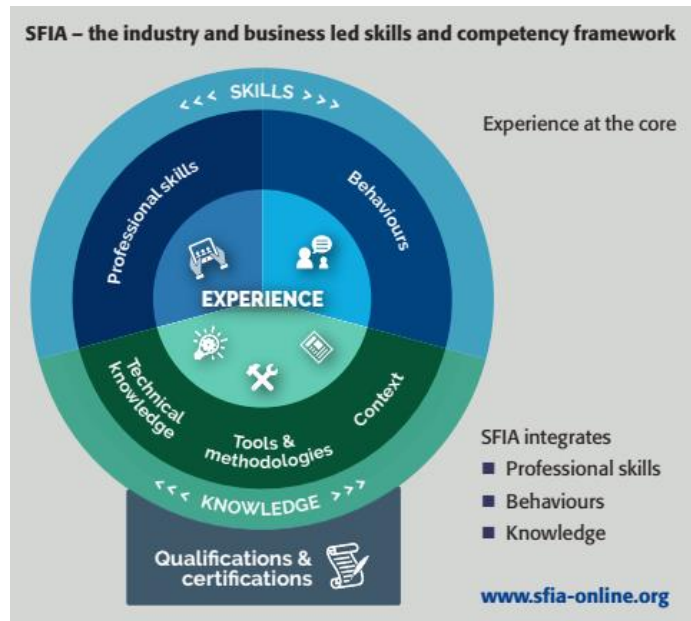 SFIA – the industry and business led skills and competency framework
<<< SKILLS >>>
Experience at the core
Professional skills
Behaviours
EXPERIENCE
Technical
knowledge
Tools &
methodologies
Context
<<< KNOWLEDGE >>>
Qualifications &
certifications
SFIA integrates
■ Professional skills
■ Behaviours
■ Knowledge
www.sfia-online.org